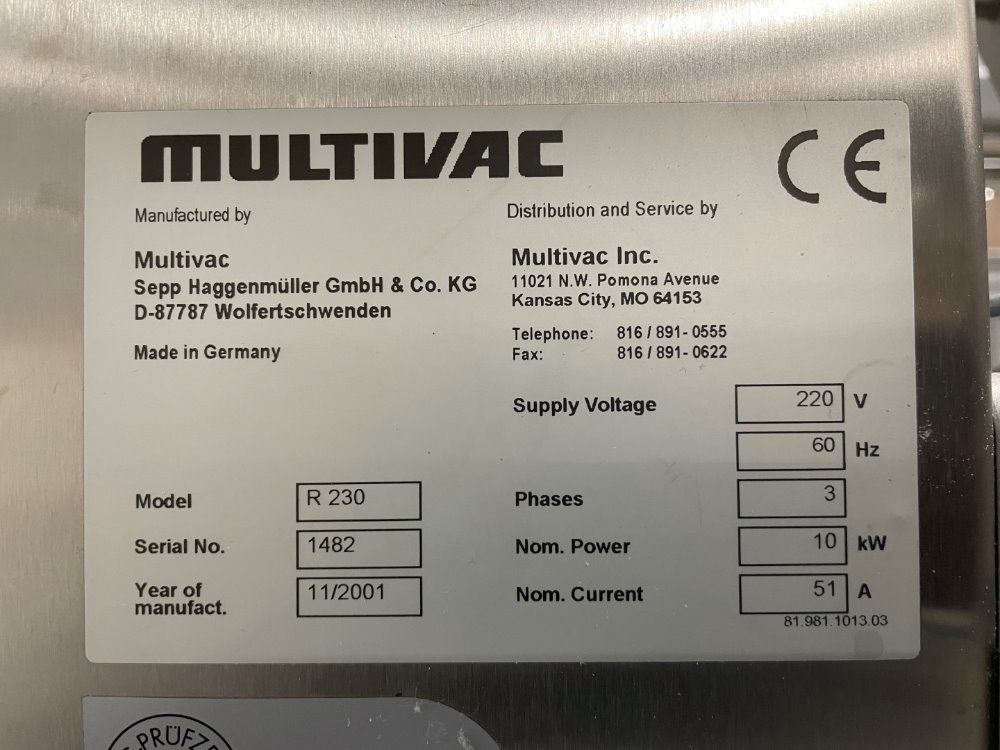 MULTIVAC
CE
Manufactured by
Multivac
Sepp Haggenmüller GmbH & Co. KG
D-87787 Wolfertschwenden
Made in Germany
Distribution and Service by
Multivac Inc.
11021 N.W. Pomona Avenue
Kansas City, MO 64153
Telephone: 816 / 891- 0555
Fax: 816 / 891- 0622
Model R 230
Serial No. 1482
Year of
manufact. 11/2001
Supply Voltage 220 V
60 Hz
Phases 3
Nom. Power 10 kW
Nom. Current 51 A
81.981.1013.03